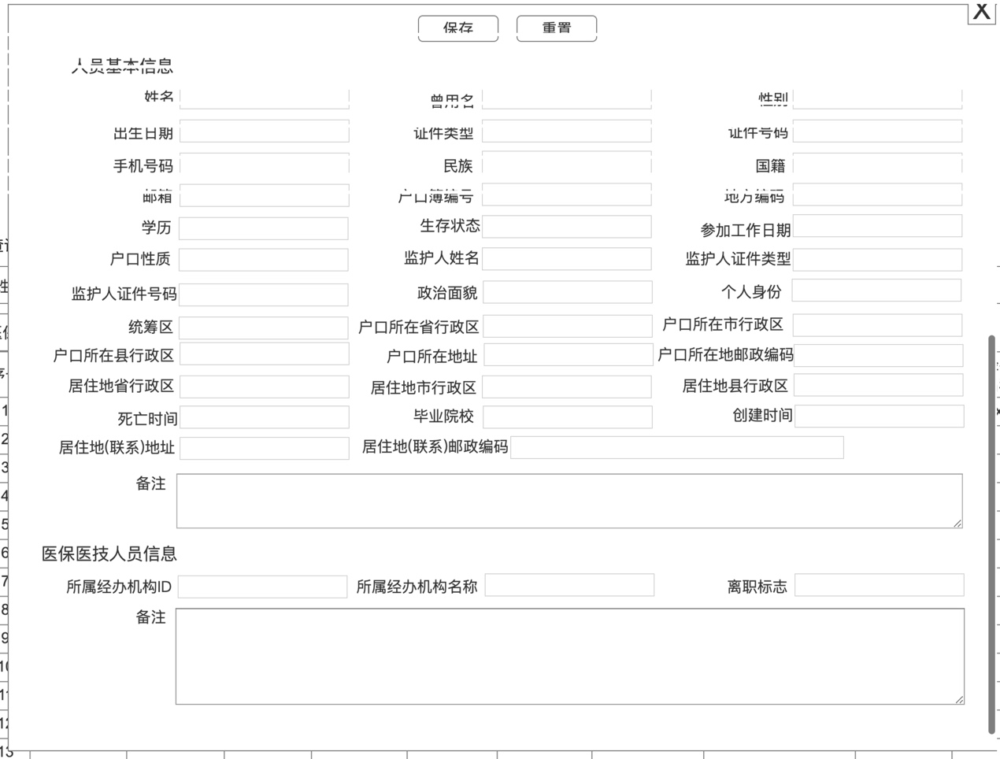 X
保存 重置
人员基本信息
姓名 曾用名 性别
出生日期 证件类型 证件号码
手机号码 民族 国籍
邮箱 户口簿编号 地方编码
学历 生存状态 参加工作日期
户口性质 监护人姓名 监护人证件类型
监护人证件号码 政治面貌 个人身份
统筹区 户口所在省行政区 户口所在市行政区
户口所在县行政区 户口所在地址 户口所在地邮政编码
居住地省行政区 居住地市行政区 居住地县行政区
死亡时间 毕业院校 创建时间
居住地(联系)地址 居住地(联系)邮政编码
备注
医保医技人员信息
所属经办机构ID 所属经办机构名称 离职标志
备注
1
2
3
4
5
6
7
8
9
10
11
12
13